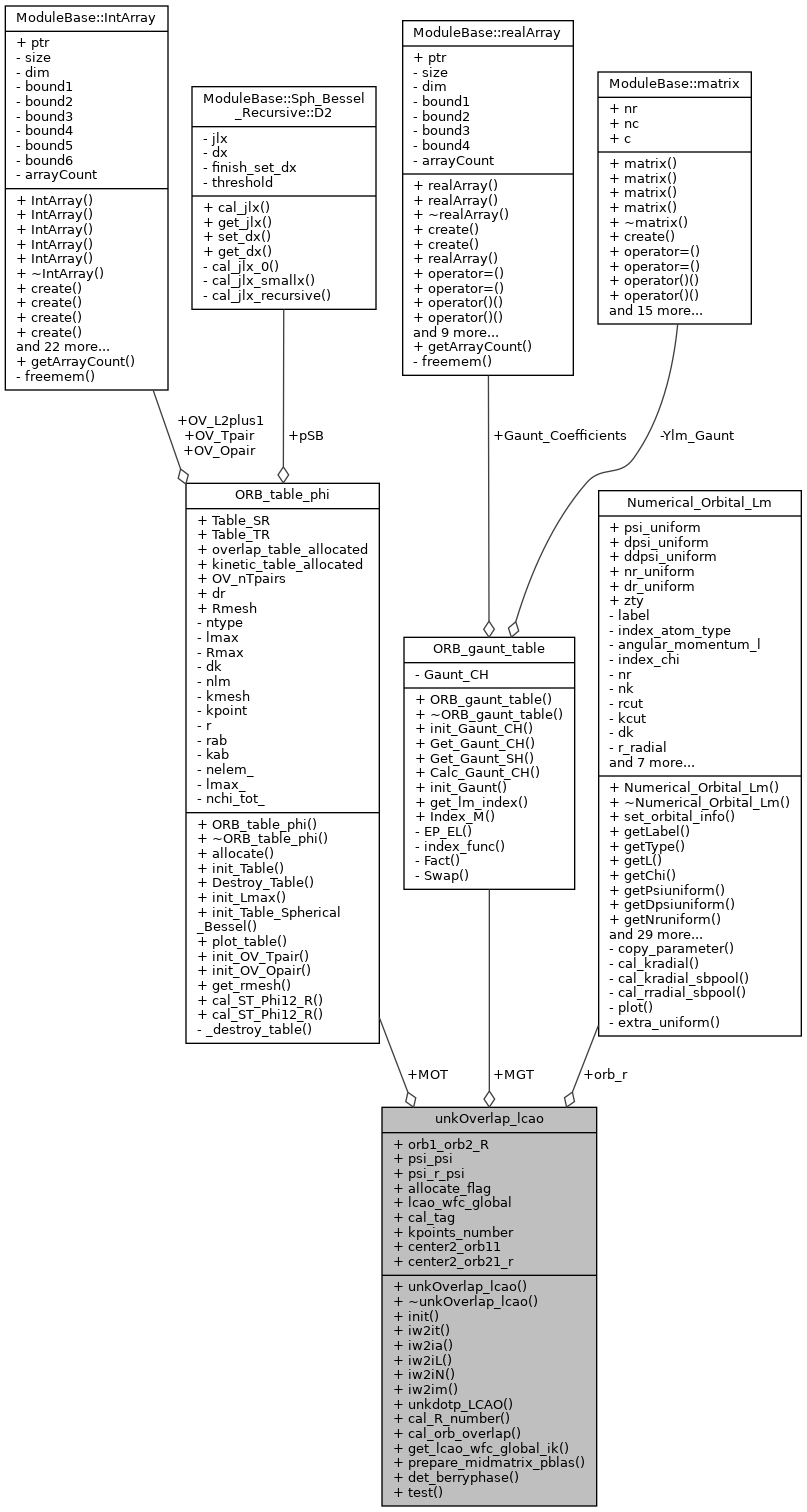 ModuleBase::IntArray
+ ptr
- size
- dim
- bound1
- bound2
- bound3
- bound4
- bound5
- bound6
- arrayCount
+ IntArray()
+ IntArray()
+ IntArray()
+ IntArray()
+ IntArray()
+ ~IntArray()
+ create()
+ create()
+ create()
+ create()
and 22 more...
+ getArrayCount()
- freemem()
ModuleBase::Sph_Bessel
_Recursive::D2
- jlx
- dx
- finish_set_dx
- threshold
+ cal_jlx()
+ get_jlx()
+ set_dx()
+ get_dx()
- cal_jlx_0()
- cal_jlx_smallx()
- cal_jlx_recursive()
ModuleBase::realArray
+ ptr
- size
- dim
- bound1
- bound2
- bound3
- bound4
- arrayCount
+ realArray()
+ realArray()
+ ~realArray()
+ create()
+ create()
+ realArray()
+ operator=()
+ operator=()
+ operator()()
+ operator()()
and 9 more...
+ getArrayCount()
- freemem()
ModuleBase::matrix
+ nr
+ nc
+ c
+ matrix()
+ matrix()
+ matrix()
+ matrix()
+ ~matrix()
+ create()
+ operator=()
+ operator=()
+ operator()()
+ operator()()
and 15 more...
+OV_L2plus1
+OV_Tpair
+OV_Opair
+pSB
+Gaunt_Coefficients
-Ylm_Gaunt
ORB_table_phi
+ Table_SR
+ Table_TR
+ overlap_table_allocated
+ kinetic_table_allocated
+ OV_nTpairs
+ dr
+ Rmesh
- ntype
- lmax
- Rmax
- dk
- nlm
- kmesh
- kpoint
- r
- rab
- kab
- nelem_
- lmax_
- nchi_tot_
+ ORB_table_phi()
+ ~ORB_table_phi()
+ allocate()
+ init_Table()
+ Destroy_Table()
+ init_Lmax()
+ init_Table_Spherical
_Bessel()
+ plot_table()
+ init_OV_Tpair()
+ init_OV_Opair()
+ get_rmesh()
+ cal_ST_Phi12_R()
+ cal_ST_Phi12_R()
- _destroy_table()
ORB_gaunt_table
- Gaunt_CH
+ ORB_gaunt_table()
+ ~ORB_gaunt_table()
+ init_Gaunt_CH()
+ Get_Gaunt_CH()
+ Get_Gaunt_SH()
+ Calc_Gaunt_CH()
+ init_Gaunt()
+ get_lm_index()
+ Index_M()
- EP_EL()
- index_func()
- Fact()
- Swap()
Numerical_Orbital_Lm
+ psi_uniform
+ dpsi_uniform
+ ddpsi_uniform
+ nr_uniform
+ dr_uniform
+ zty
- label
- index_atom_type
- angular_momentum_l
- index_chi
- nr
- nk
- rcut
- kcut
- dk
- r_radial
and 7 more...
+ Numerical_Orbital_Lm()
+ ~Numerical_Orbital_Lm()
+ set_orbital_info()
+ getLabel()
+ getType()
+ getL()
+ getChi()
+ getPsiuniform()
+ getDpsiuniform()
+ getNruniform()
and 29 more...
- copy_parameter()
- cal_kradial()
- cal_kradial_sbpool()
- cal_rradial_sbpool()
- plot()
- extra_uniform()
+MOT
+MGT
+orb_r
unkOverlap_lcao
+ orb1_orb2_R
+ psi_psi
+ psi_r_psi
+ allocate_flag
+ lcao_wfc_global
+ cal_tag
+ kpoints_number
+ center2_orb11
+ center2_orb21_r
+ unkOverlap_lcao()
+ ~unkOverlap_lcao()
+ init()
+ iw2it()
+ iw2ia()
+ iw2iL()
+ iw2iN()
+ iw2im()
+ unkdotp_LCAO()
+ cal_R_number()
+ cal_orb_overlap()
+ get_lcao_wfc_global_ik()
+ prepare_midmatrix_pblas()
+ det_berryphase()
+ test()